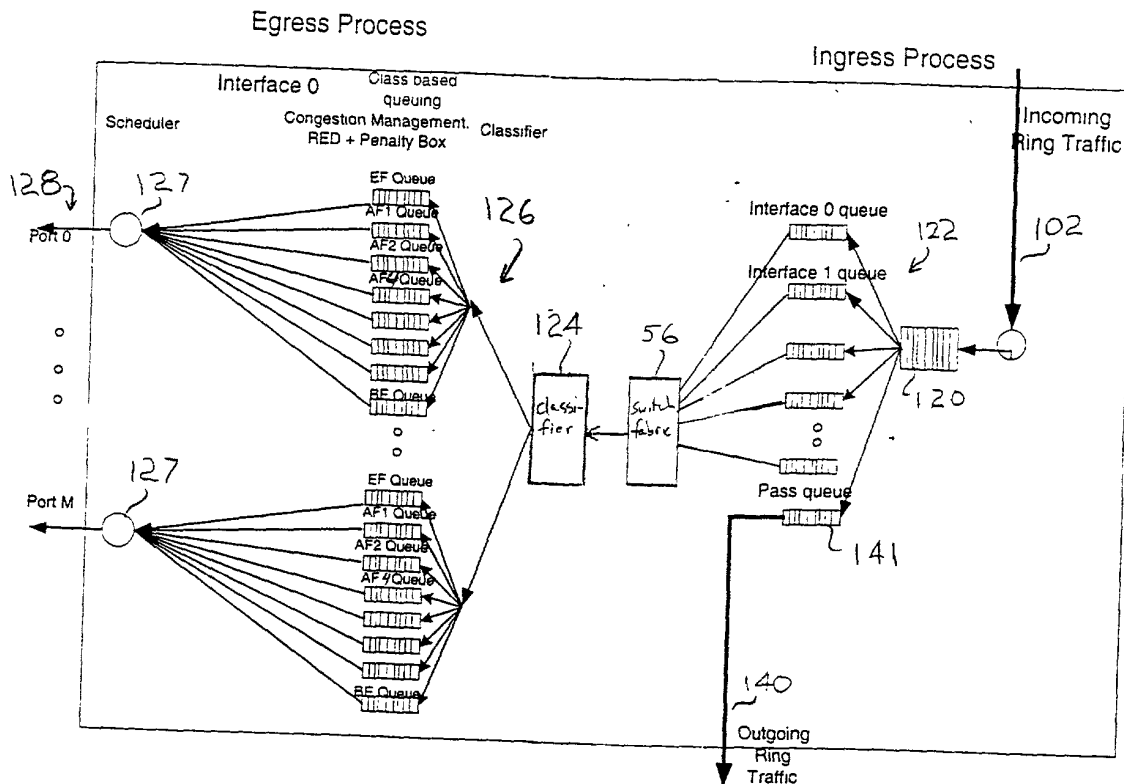 Egress Process
Ingress Process
Interface 0
Class based
queuing
Congestion Management.
RED + Penalty Box
Scheduler
Classifier
Incoming
Ring Traffic
128
127
Port 0
EF Queue
AF1 Queue
AF2 Queue
AF4 Queue
BE Queue
126
124
classi-
fier
56
switch
fabric
Interface 0 queue
Interface 1 queue
122
102
120
Pass queue
141
127
Port M
EF Queue
AF1 Queue
AF2 Queue
AF4 Queue
BE Queue
140
Outgoing
Ring
Traffic